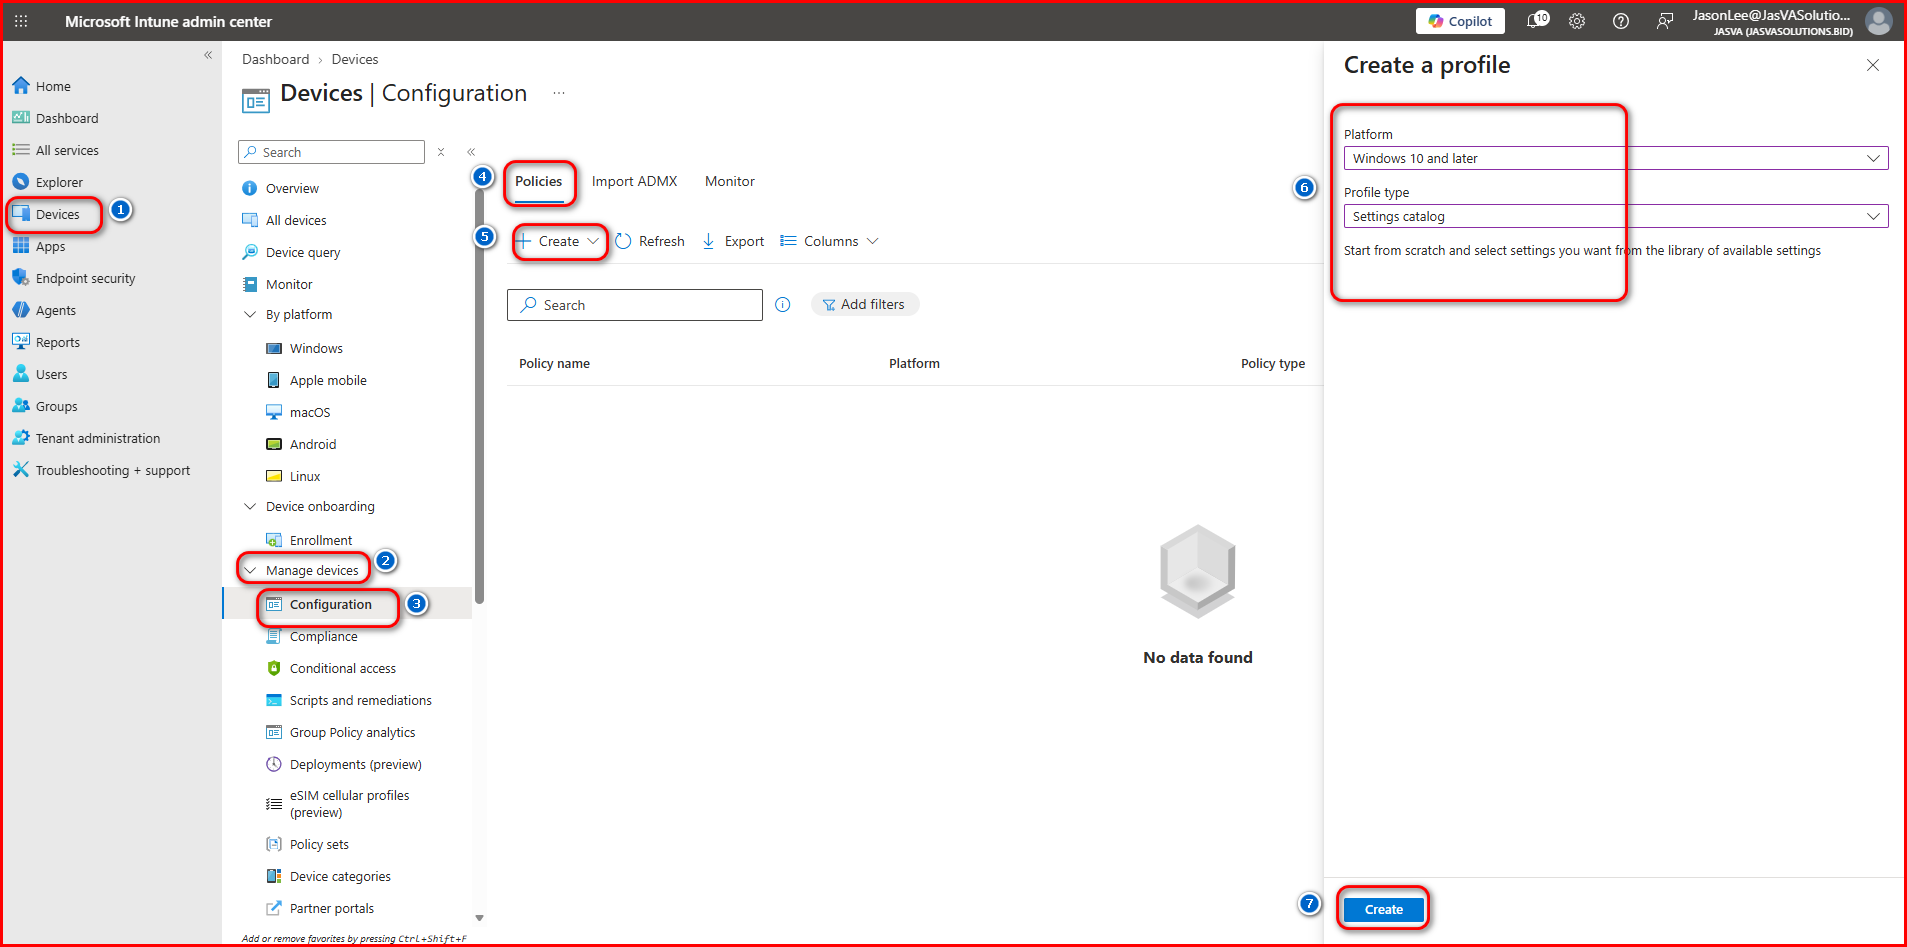 Microsoft Intune admin center
Copilot
10
JasonLee@JasVASolutio...
JASVA (JASVASOLUTIONS.BID)
Home
Dashboard
All services
Explorer
Devices
1
Apps
Endpoint security
Agents
Reports
Users
Groups
Tenant administration
Troubleshooting + support
Dashboard > Devices
Devices | Configuration
...
Search
Overview
All devices
Device query
Monitor
By platform
Windows
Apple mobile
macOS
Android
Linux
Device onboarding
Enrollment
Manage devices
2
Configuration
3
Compliance
Conditional access
Scripts and remediations
Group Policy analytics
Deployments (preview)
eSIM cellular profiles
(preview)
Policy sets
Device categories
Partner portals
Add or remove favorites by pressing Ctrl+Shift+F
4
Policies Import ADMX Monitor
5
Create Refresh Export Columns
Search
Add filters
Policy name Platform Policy type
No data found
Create a profile
6
Platform
Windows 10 and later
Profile type
Settings catalog
Start from scratch and select settings you want from the library of available settings
7
Create